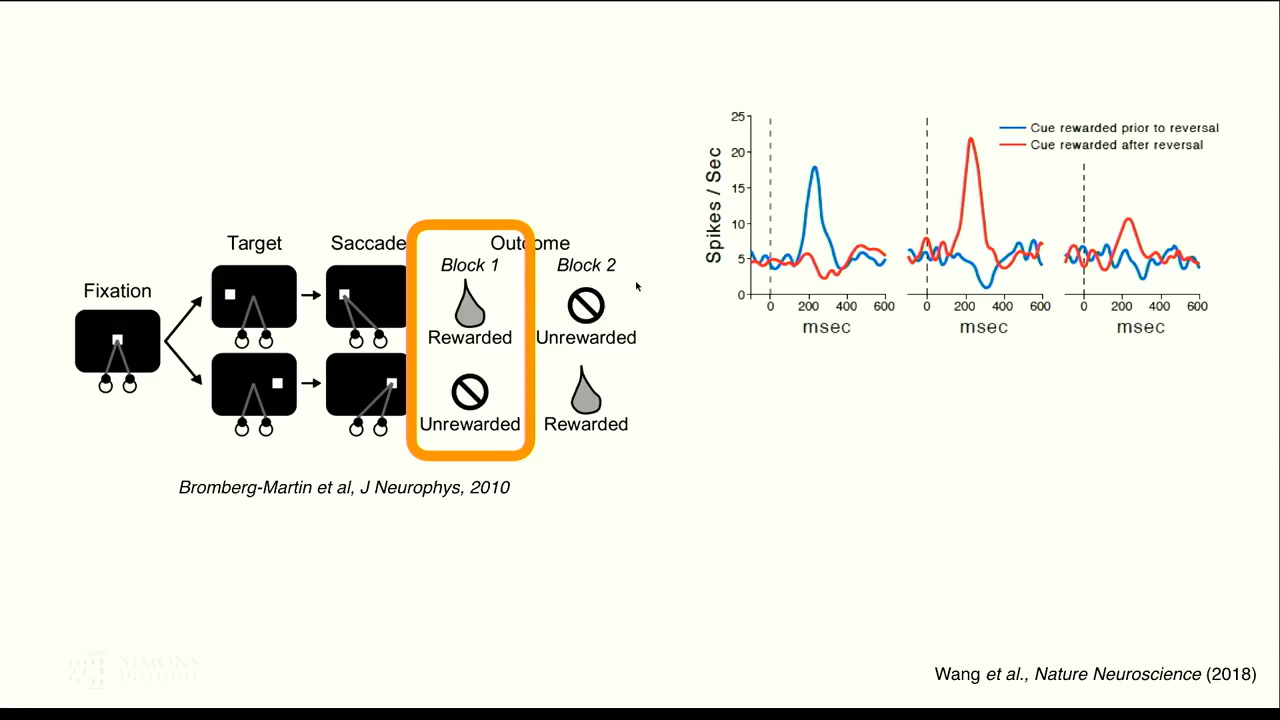 Target
Saccade
Outcome
Block 1
Block 2
Fixation
Rewarded
Unrewarded
Unrewarded
Rewarded
Bromberg-Martin et al, J Neurophys, 2010
Spikes / Sec
25
20
15
10
5
0
Cue rewarded prior to reversal
Cue rewarded after reversal
0 200 400 600
0 200 400 600
0 200 400 600
msec
msec
msec
SIMONS
INSTITUTE
Wang et al., Nature Neuroscience (2018)